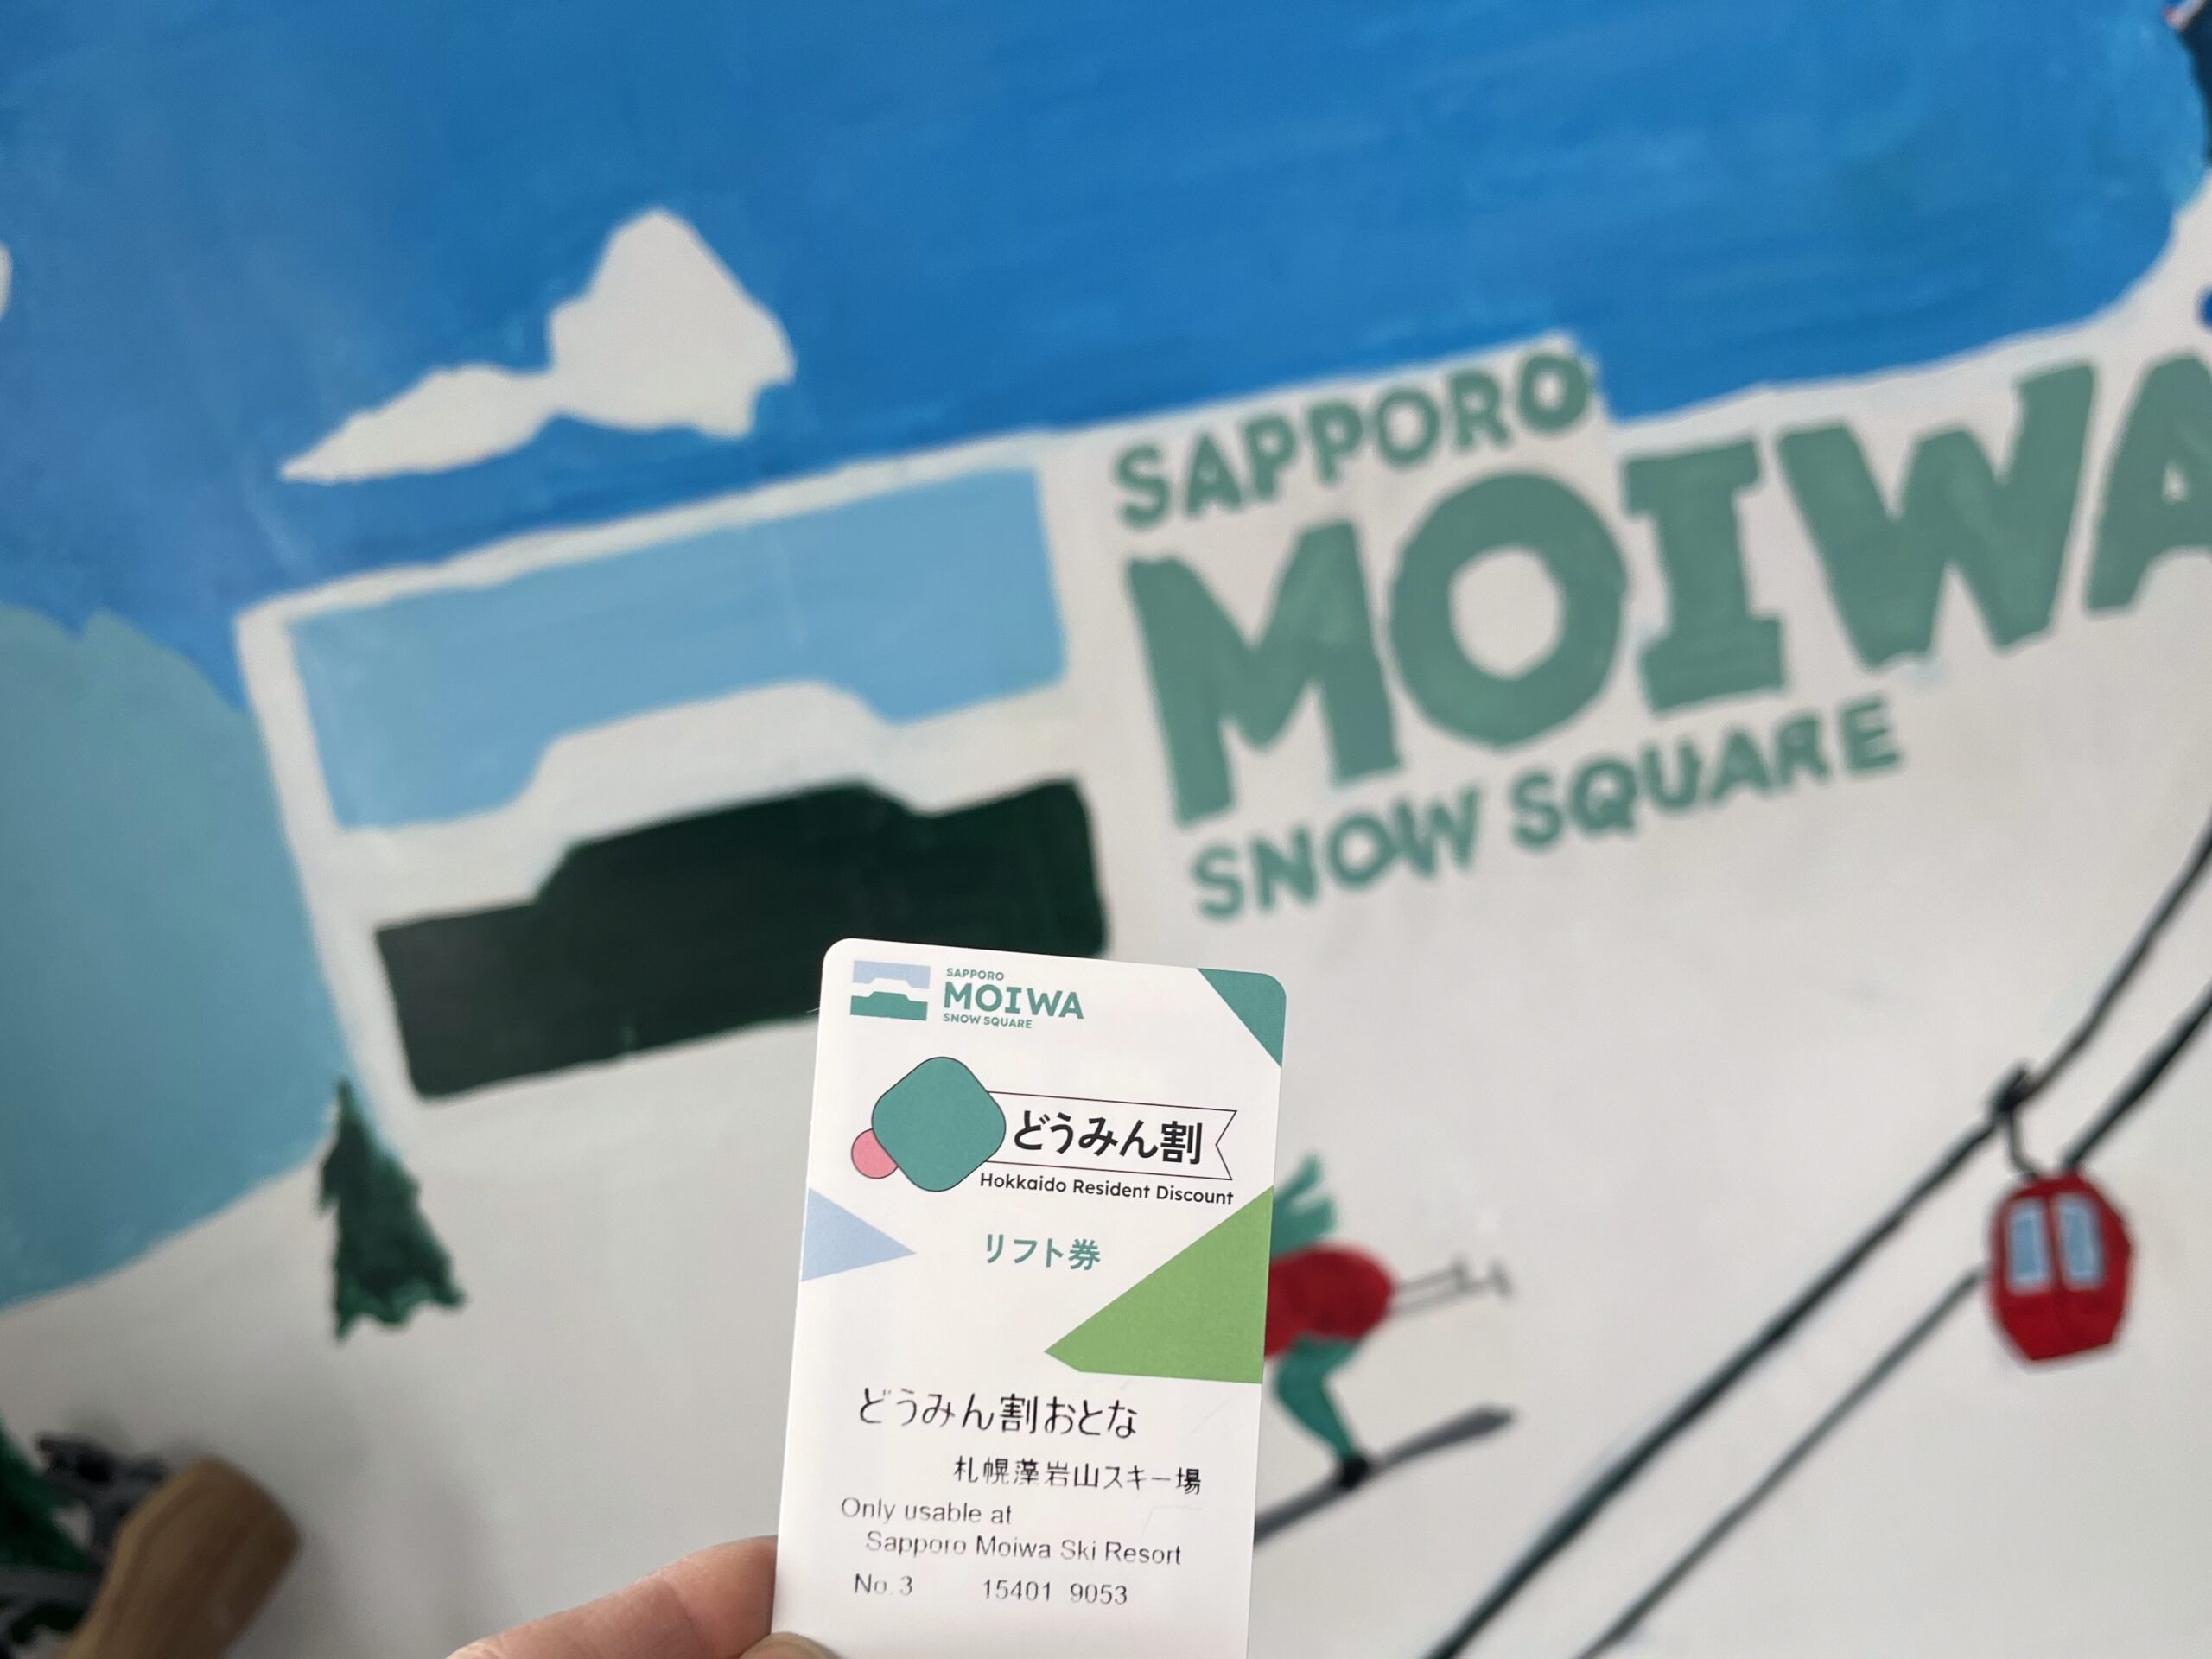 SAPPORO
MOIWA
SNOW SQUARE
SAPPORO
MOIWA
SNOW SQUARE
どうみん割
Hokkaido Resident Discount
リフト券
どうみん割おとな
札幌藻岩山スキー場
Only usable at
Sapporo Moiwa Ski Resort
No.3 15401 9053